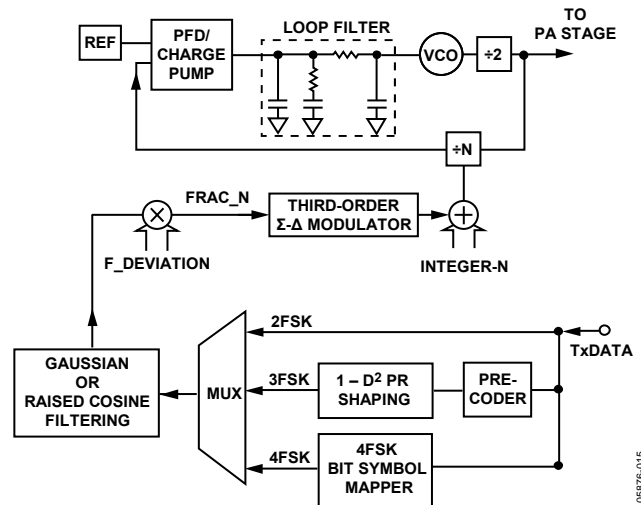 TO
PA STAGE
REF
PFD/
CHARGE
PUMP
LOOP FILTER
VCO
÷2
÷N
FRAC_N
THIRD-ORDER
Σ-Δ MODULATOR
F_DEVIATION
INTEGER-N
GAUSSIAN
OR
RAISED COSINE
FILTERING
MUX
2FSK
TxDATA
3FSK
1 – D² PR
SHAPING
PRE-
CODER
4FSK
4FSK
BIT SYMBOL
MAPPER
05876-015